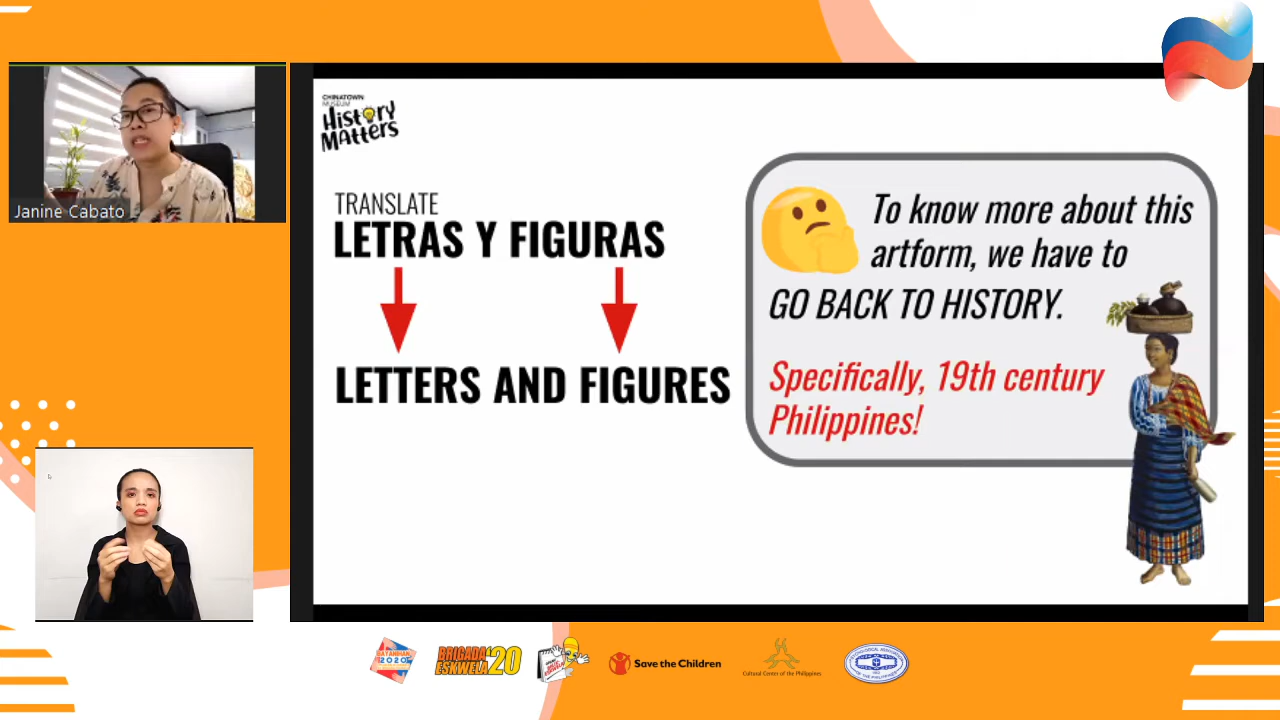 Janine Cabato
CHINATOWN
MUSEUM
HiStory
MatterS
TRANSLATE
LETRAS Y FIGURAS
LETTERS AND FIGURES
To know more about this
artform, we have to
GO BACK TO HISTORY.
Specifically, 19th century
Philippines!
BATANIHAN
2020
BRIGADA
ESKWELA '20
Save the Children
Cultural Center of the Philippines